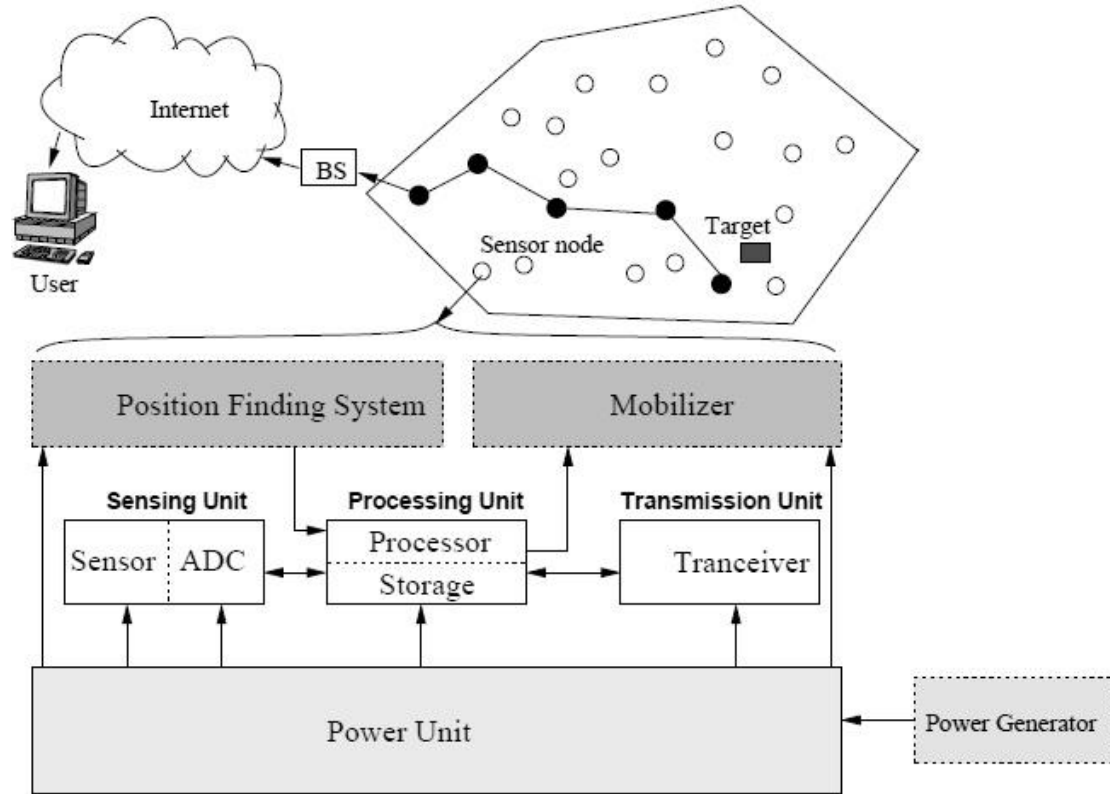 Internet
BS
User
Sensor node
Target
Position Finding System
Mobilizer
Sensing Unit
Processing Unit
Transmission Unit
Sensor
ADC
Processor
Storage
Tranceiver
Power Unit
Power Generator